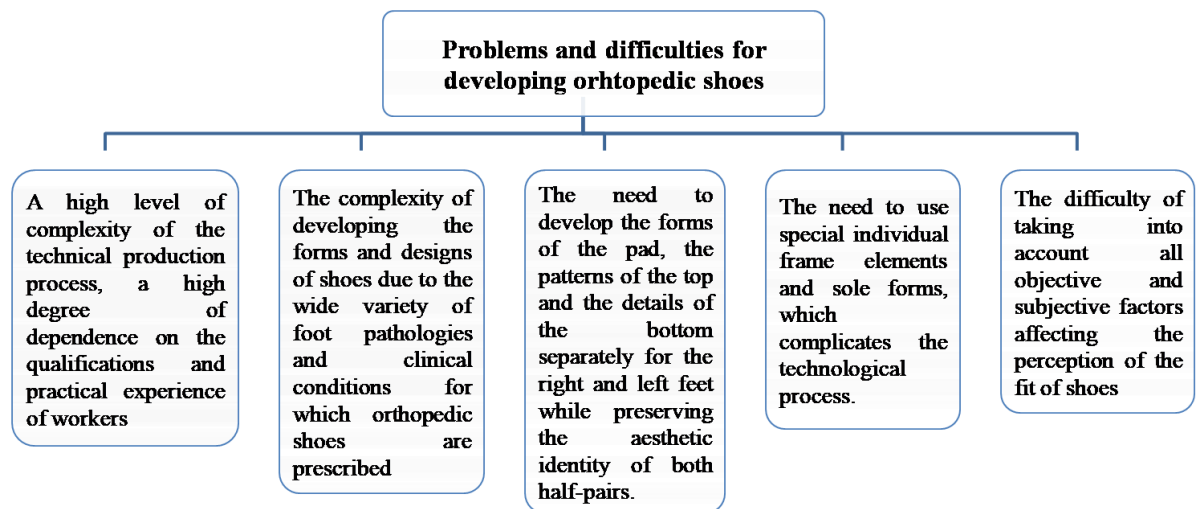 Problems and difficulties for
developing orhtopedic shoes
A high level of
complexity of the
technical production
process, a high
degree of
dependence on the
qualifications and
practical experience
of workers
The complexity of
developing the
forms and designs
of shoes due to the
wide variety of
foot pathologies
and clinical
conditions for
which orthopedic
shoes are
prescribed
The need to
develop the forms
of the pad, the
patterns of the top
and the details of
the bottom
separately for the
right and left feet
while preserving
the aesthetic
identity of both
half-pairs.
The need to use
special individual
frame elements
and sole forms,
which
complicates the
technological
process.
The difficulty of
taking into
account all
objective and
subjective factors
affecting the
perception of the
fit of shoes